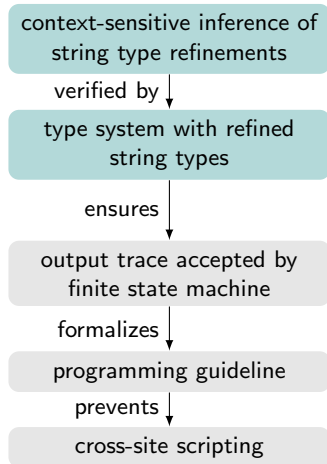 context-sensitive inference of
string type refinements
verified by
type system with refined
string types
ensures
output trace accepted by
finite state machine
formalizes
programming guideline
prevents
cross-site scripting